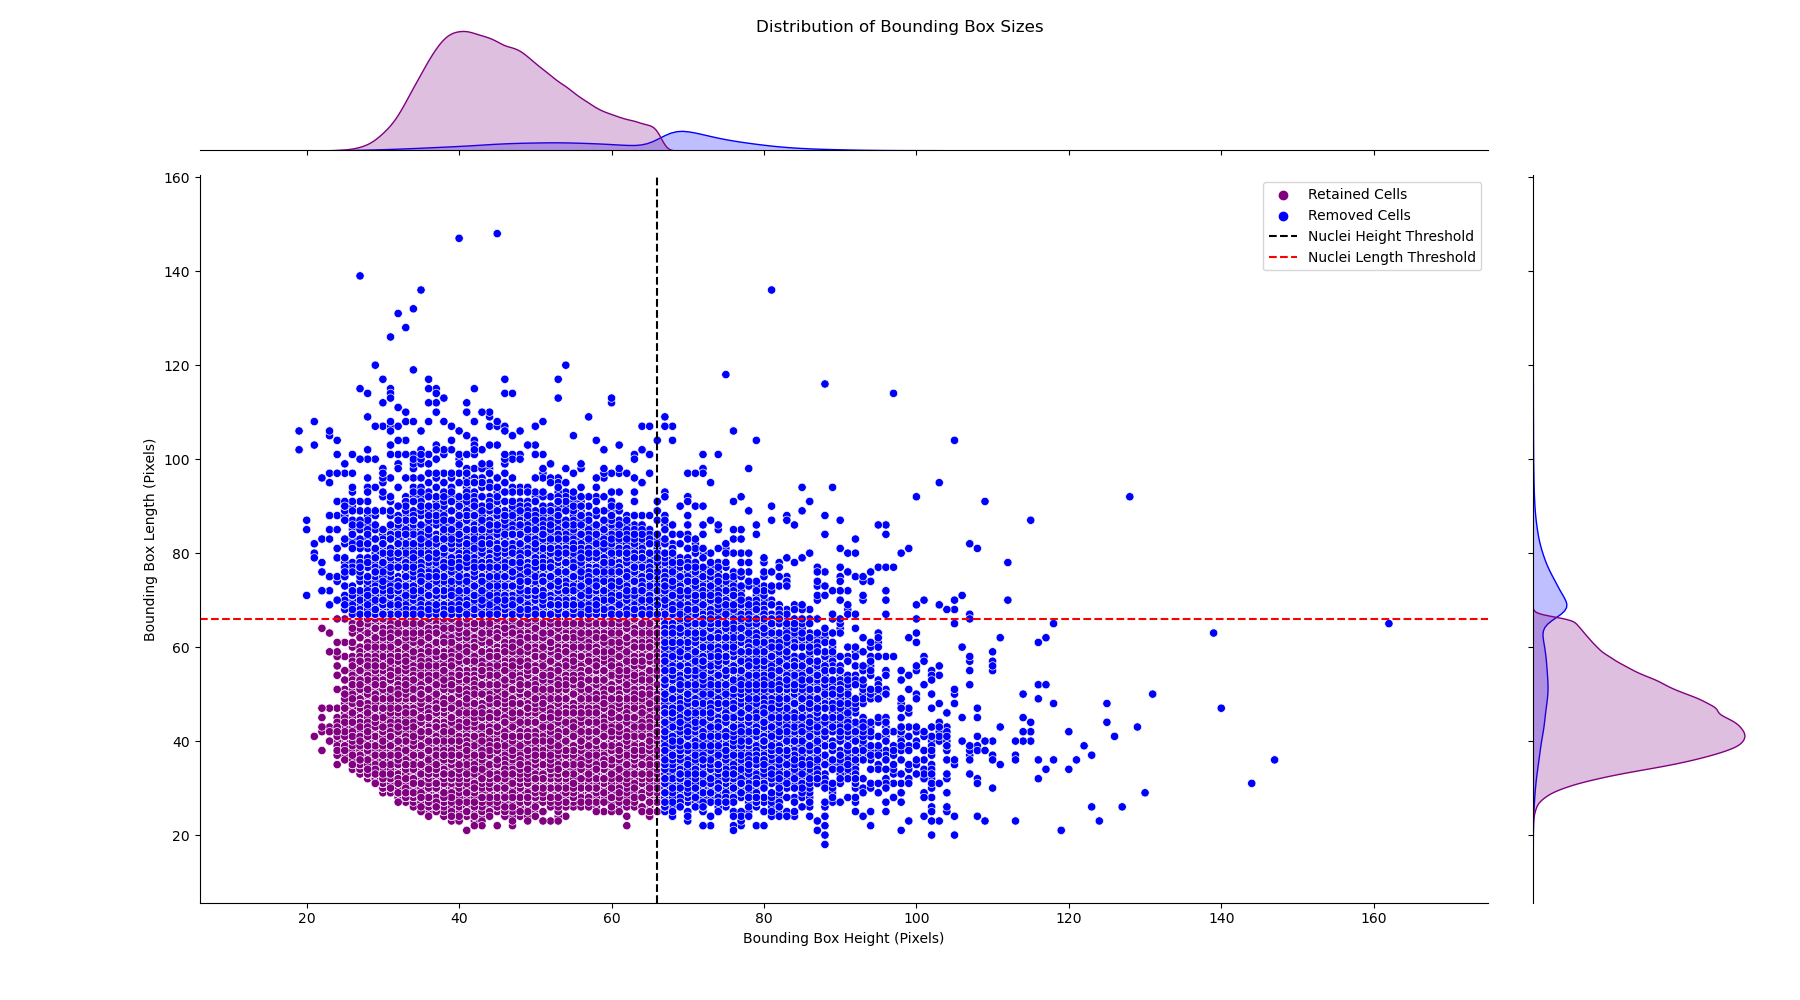 Distribution of Bounding Box Sizes
Retained Cells
Removed Cells
Nuclei Height Threshold
Nuclei Length Threshold
160
140
120
100
80
60
40
20
Bounding Box Length (Pixels)
20 40 60 80 100 120 140 160
Bounding Box Height (Pixels)